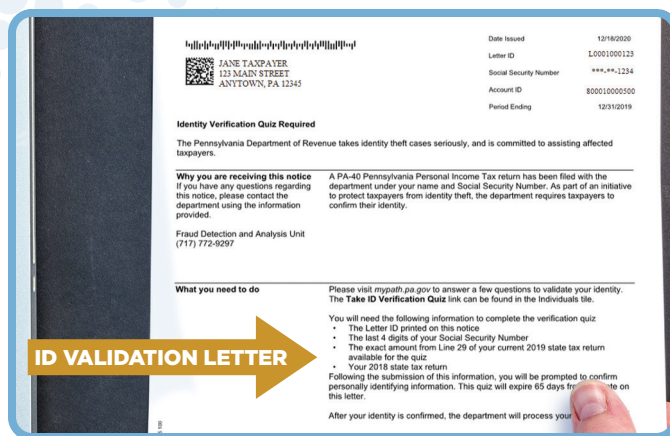 Date Issued 12/18/2020
Letter ID L0001000123
Social Security Number ***-**-1234
Account ID 800010000500
Period Ending 12/31/2019
JANE TAXPAYER
123 MAIN STREET
ANYTOWN, PA 12345
Identity Verification Quiz Required
The Pennsylvania Department of Revenue takes identity theft cases seriously, and is committed to assisting affected
taxpayers.
Why you are receiving this notice
If you have any questions regarding
this notice, please contact the
department using the information
provided.
Fraud Detection and Analysis Unit
(717) 772-9297
A PA-40 Pennsylvania Personal Income Tax return has been filed with the
department under your name and Social Security Number. As part of an initiative
to protect taxpayers from identity theft, the department requires taxpayers to
confirm their identity.
What you need to do
Please visit mypath.pa.gov to answer a few questions to validate your identity.
The Take ID Verification Quiz link can be found in the Individuals tile.
You will need the following information to complete the verification quiz
• The Letter ID printed on this notice
• The last 4 digits of your Social Security Number
• The exact amount from Line 29 of your current 2019 state tax return
available for the quiz
• Your 2018 state tax return
Following the submission of this information, you will be prompted to confirm
personally identifying information. This quiz will expire 65 days on
this letter.
After your identity is confirmed, the department will process your
ID VALIDATION LETTER